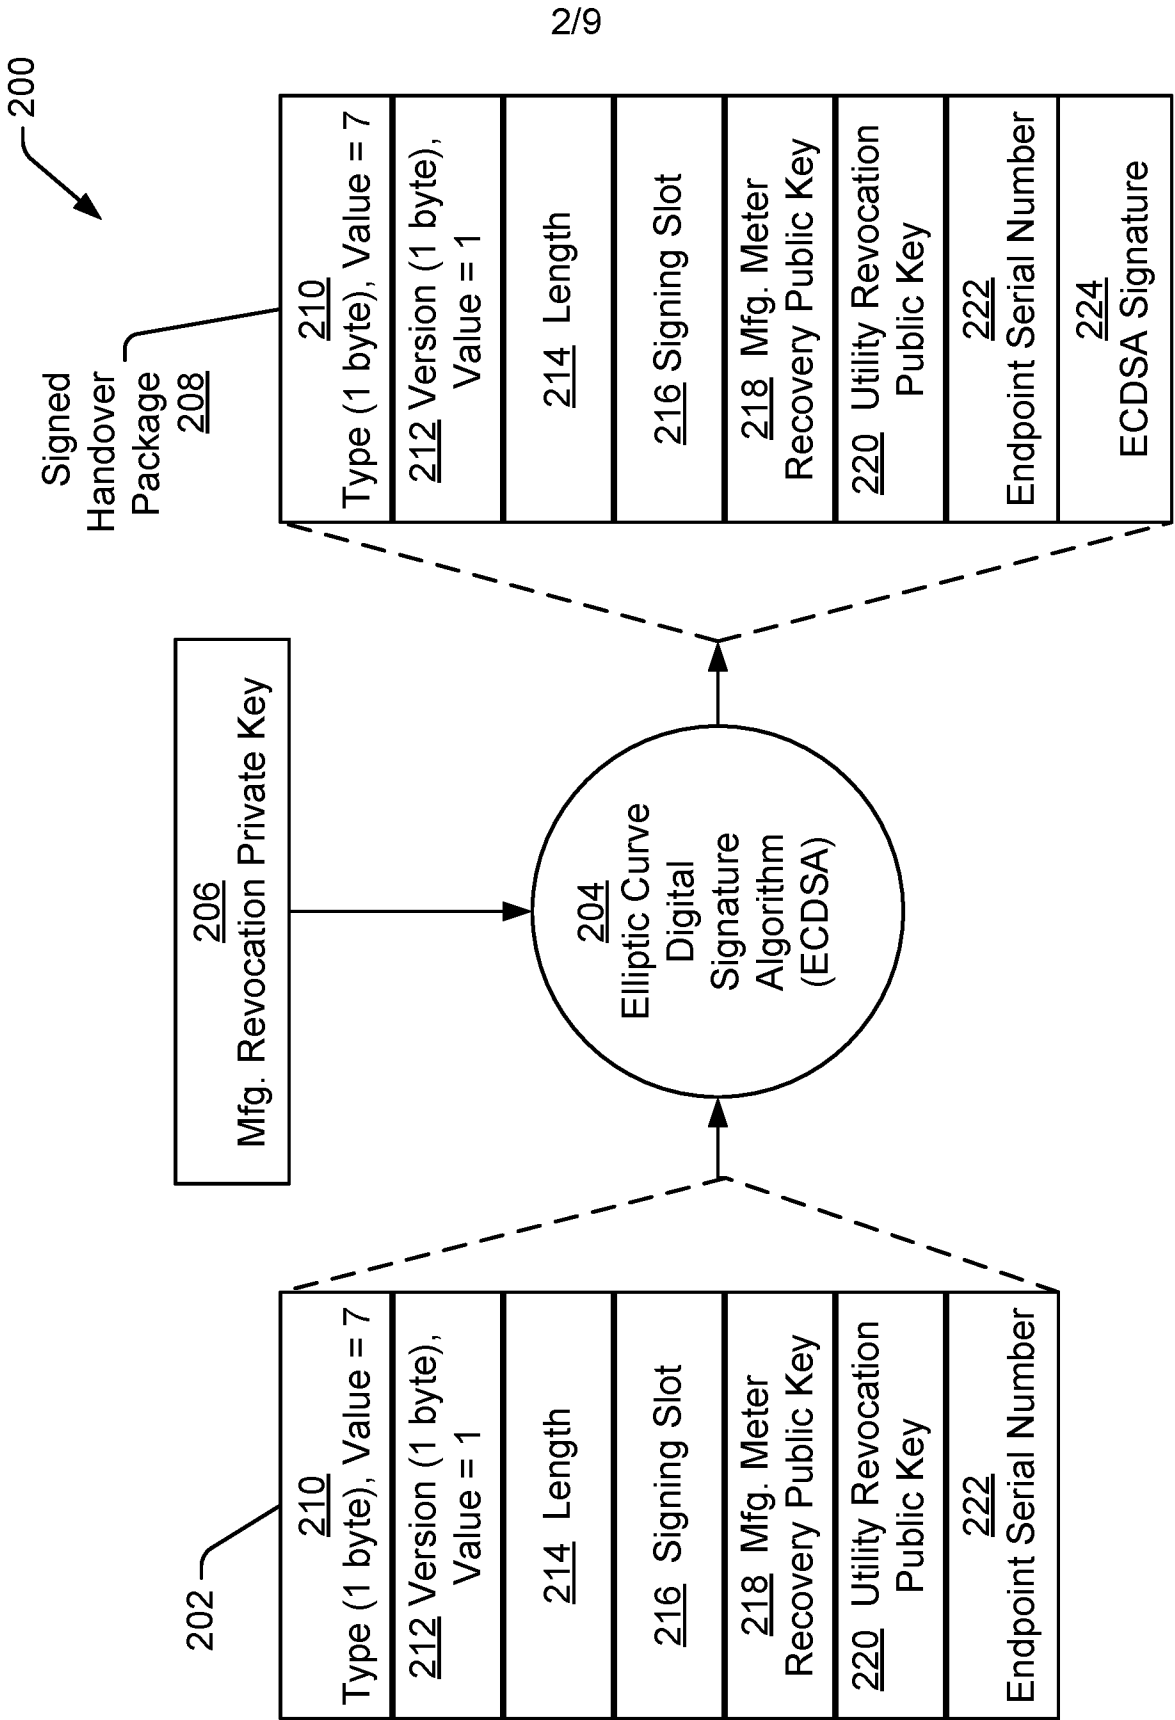 2/9
200
Signed
Handover
Package
208
202
210
Type (1 byte), Value = 7
212 Version (1 byte),
Value = 1
214 Length
216 Signing Slot
218 Mfg. Meter
Recovery Public Key
220 Utility Revocation
Public Key
222
Endpoint Serial Number
206
Mfg. Revocation Private Key
204
Elliptic Curve
Digital
Signature
Algorithm
(ECDSA)
210
Type (1 byte), Value = 7
212 Version (1 byte),
Value = 1
214 Length
216 Signing Slot
218 Mfg. Meter
Recovery Public Key
220 Utility Revocation
Public Key
222
Endpoint Serial Number
224
ECDSA Signature